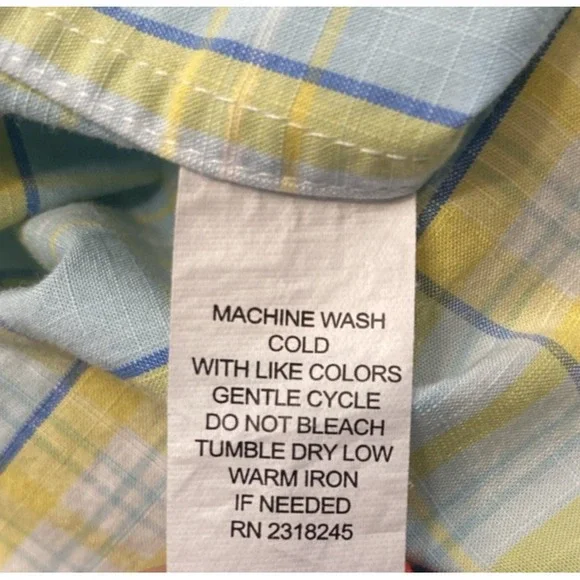 MACHINE WASH
COLD
WITH LIKE COLORS
GENTLE CYCLE
DO NOT BLEACH
TUMBLE DRY LOW
WARM IRON
IF NEEDED
RN 2318245